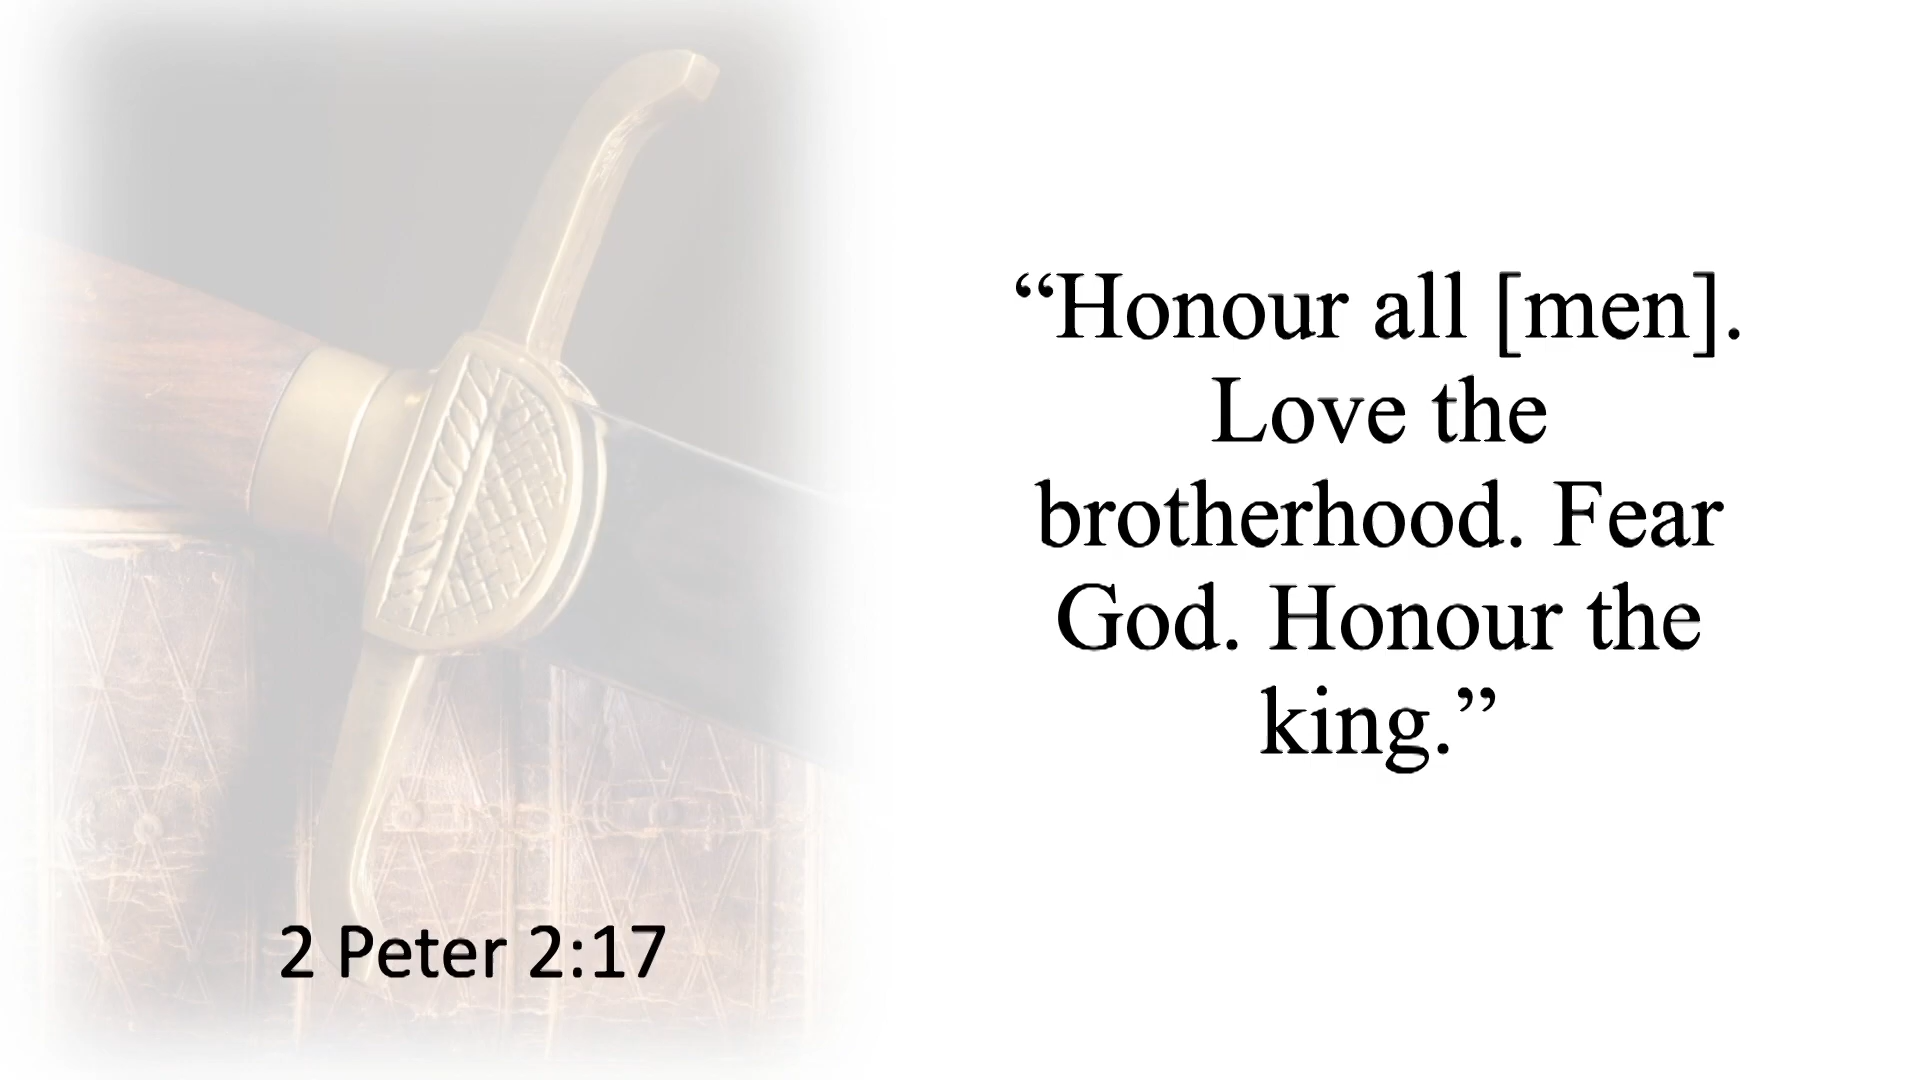 “Honour all [men].
Love the
brotherhood. Fear
God. Honour the
king.”
2 Peter 2:17